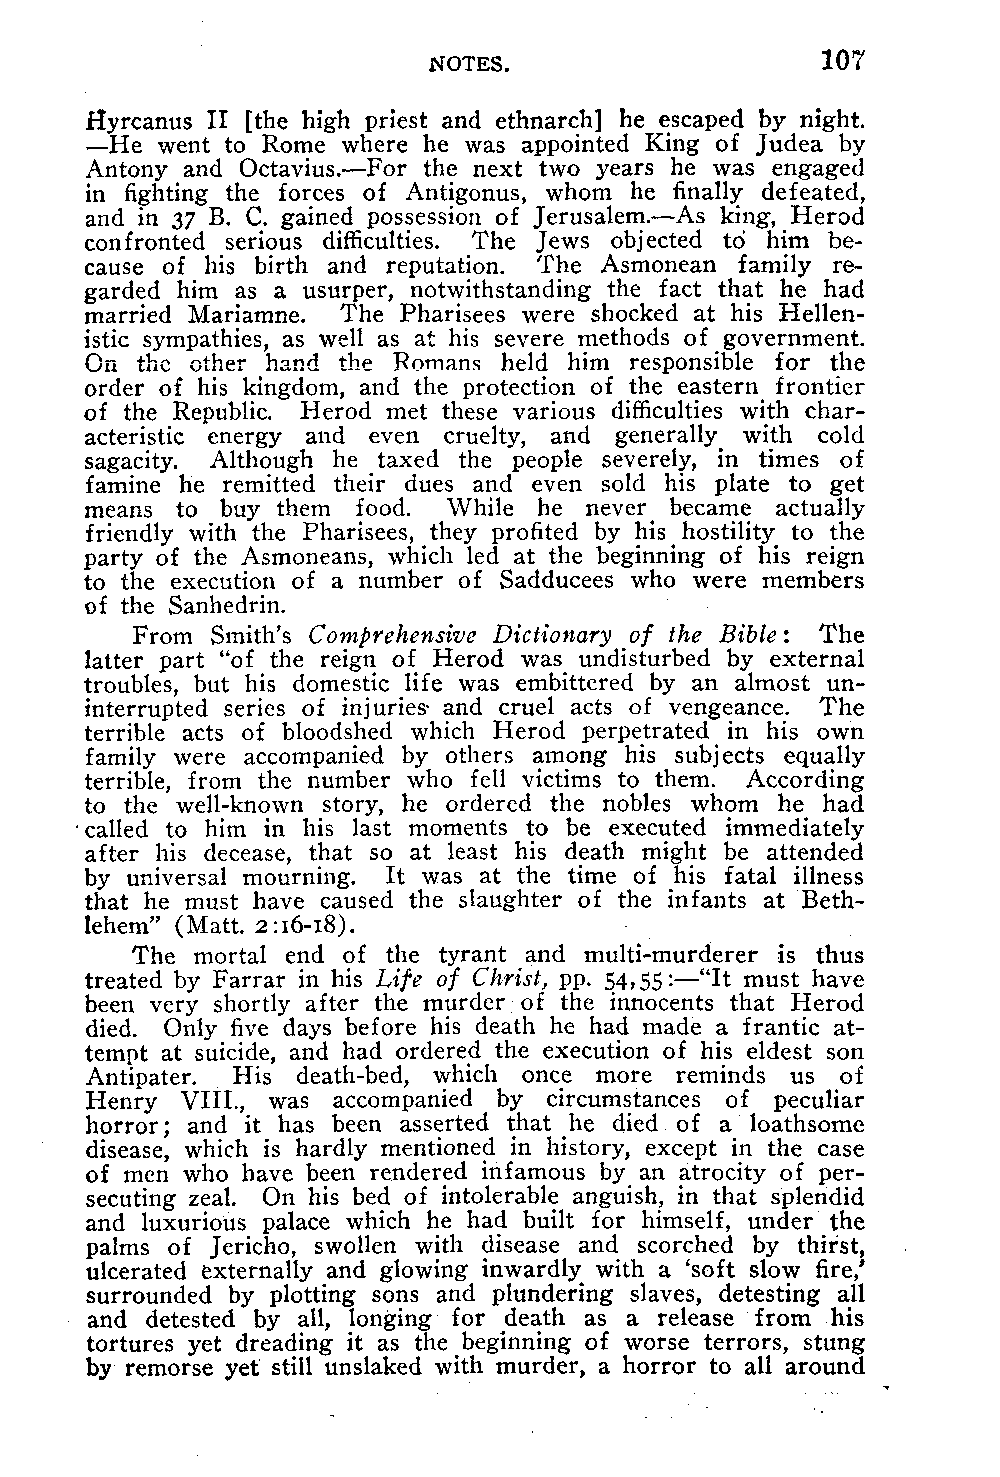 NOTES. 107
Hyrcanus II [the high priest and ethnarch] he escaped by night.
—He went to Rome where he was appointed King of Judea by
Antony and Octavius.—For the next two years he was engaged
in fighting the forces of Antigonus, whom he finally defeated,
and in 37 B. C. gained possession of Jerusalem.—As king, Herod
confronted serious difficulties. The Jews objected to him be-
cause of his birth and reputation. The Asmonean family re-
garded him as a usurper, notwithstanding the fact that he had
married Mariamne. The Pharisees were shocked at his Hellen-
istic sympathies, as well as at his severe methods of government.
On the other hand the Romans held him responsible for the
order of his kingdom, and the protection of the eastern frontier
of the Republic. Herod met these various difficulties with char-
acteristic energy and even cruelty, and generally with cold
sagacity. Although he taxed the people severely, in times of
famine he remitted their dues and even sold his plate to get
means to buy them food. While he never became actually
friendly with the Pharisees, they profited by his hostility to the
party of the Asmoneans, which led at the beginning of his reign
to the execution of a number of Sadducees who were members
of the Sanhedrin.
From Smith's Comprehensive Dictionary of the Bible: The
latter part “of the reign of Herod was undisturbed by external
troubles, but his domestic life was embittered by an almost un-
interrupted series of injuries and cruel acts of vengeance. The
terrible acts of bloodshed which Herod perpetrated in his own
family were accompanied by others among his subjects equally
terrible, from the number who fell victims to them. According
to the well-known story, he ordered the nobles whom he had
called to him in his last moments to be executed immediately
after his decease, that so at least his death might be attended
by universal mourning. It was at the time of his fatal illness
that he must have caused the slaughter of the infants at Beth-
lehem” (Matt. 2:16-18).
The mortal end of the tyrant and multi-murderer is thus
treated by Farrar in his Life of Christ, pp. 54, 55:—“It must have
been very shortly after the murder of the innocents that Herod
died. Only five days before his death he had made a frantic at-
tempt at suicide, and had ordered the execution of his eldest son
Antipater. His death-bed, which once more reminds us of
Henry VIII., was accompanied by circumstances of peculiar
horror; and it has been asserted that he died of a loathsome
disease, which is hardly mentioned in history, except in the case
of men who have been rendered infamous by an atrocity of per-
secuting zeal. On his bed of intolerable anguish, in that splendid
and luxurious palace which he had built for himself, under the
palms of Jericho, swollen with disease and scorched by thirst,
ulcerated externally and glowing inwardly with a ‘soft slow fire,’
surrounded by plotting sons and plundering slaves, detesting all
and detested by all, longing for death as a release from his
tortures yet dreading it as the beginning of worse terrors, stung
by remorse yet still unslaked with murder, a horror to all around